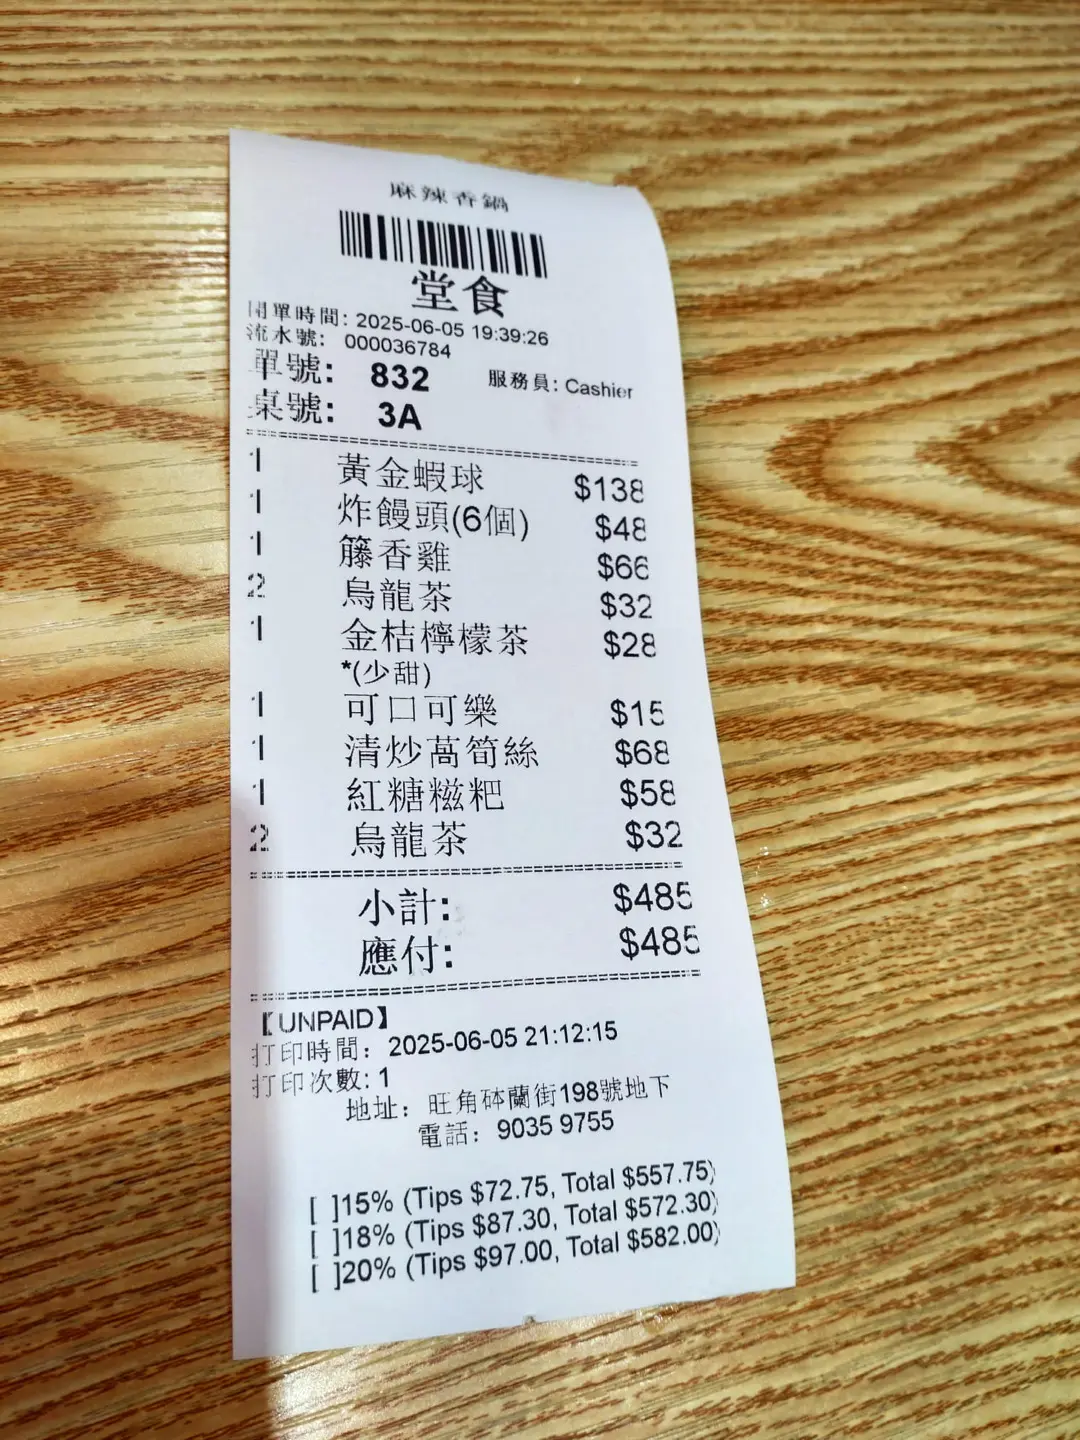 麻辣香鍋
堂食
開單時間: 2025-06-05 19:39:26
流水號: 000036784
單號: 832 服務員: Cashier
桌號: 3A
1 黃金蝦球 $138
1 炸饅頭(6個) $48
1 籐香雞 $66
2 烏龍茶 $32
1 金桔檸檬茶 $28
*(少甜)
1 可口可樂 $15
1 清炒萵筍絲 $68
1 紅糖糍粑 $58
2 烏龍茶 $32
小計: $485
應付: $485
【UNPAID】
打印時間: 2025-06-05 21:12:15
打印次數: 1
地址: 旺角砵蘭街198號地下
電話: 9035 9755
[ ]15% (Tips $72.75, Total $557.75)
[ ]18% (Tips $87.30, Total $572.30)
[ ]20% (Tips $97.00, Total $582.00)